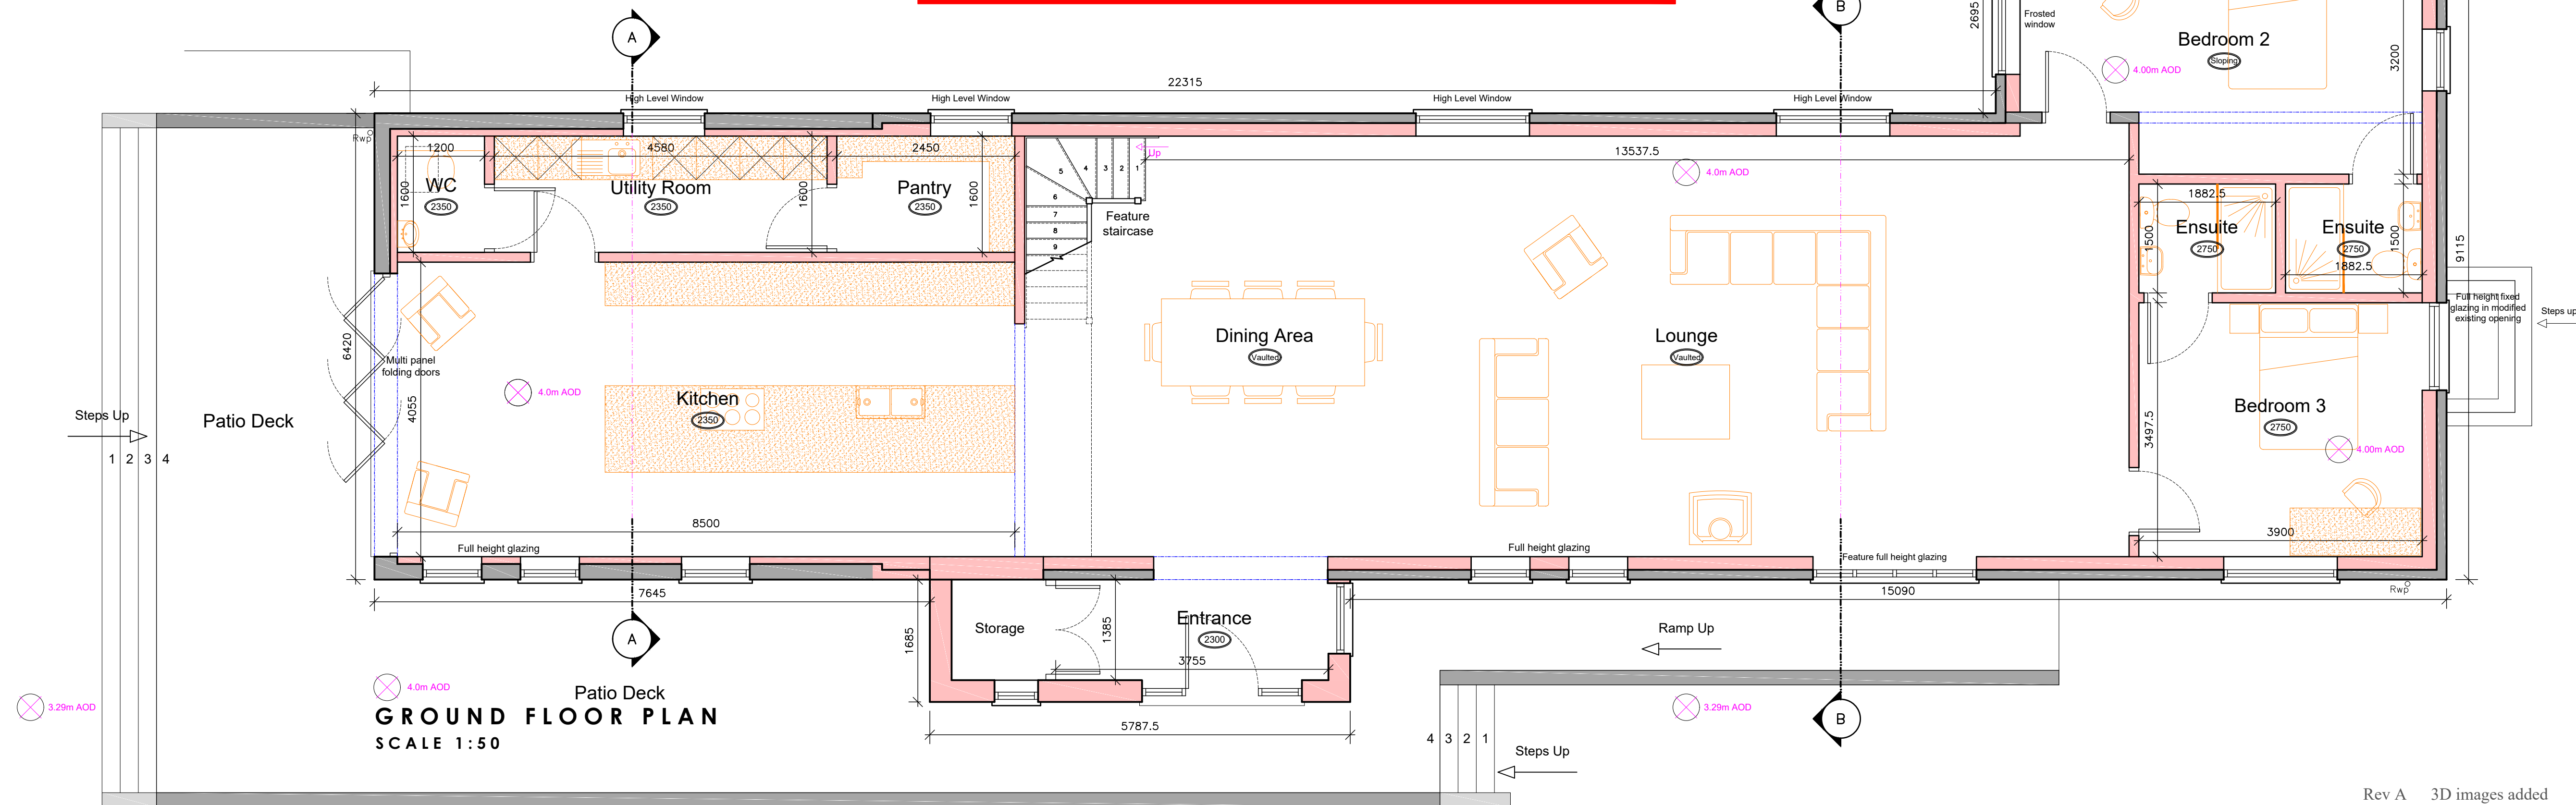 A
B
2695
Frosted
window
Bedroom 2
Sloping
4.00m AOD
3200
22315
High Level Window
High Level Window
High Level Window
High Level Window
Rwp
1200
4580
2450
13537.5
Up
4 3 2 1
5
6
7
8
9
WC
2350
1600
Utility Room
2350
1600
Pantry
2350
1600
Feature
staircase
4.0m AOD
1882.5
Ensuite
2750
1500
Ensuite
2750
1500
1882.5
9115
Full height fixed
glazing in modified
existing opening
Steps up
6420
Multi panel
folding doors
4055
4.0m AOD
Kitchen
2350
Dining Area
Vaulted
Lounge
Vaulted
Bedroom 3
2750
3497.5
4.00m AOD
Steps Up
Patio Deck
1 2 3 4
8500
3900
Full height glazing
Full height glazing
Feature full height glazing
7645
15090
Rwp
A
Storage
1685
1385
Entrance
2300
3755
Ramp Up
4.0m AOD
Patio Deck
3.29m AOD
3.29m AOD
B
GROUND FLOOR PLAN
SCALE 1:50
5787.5
4 3 2 1
Steps Up
Rev A 3D images added